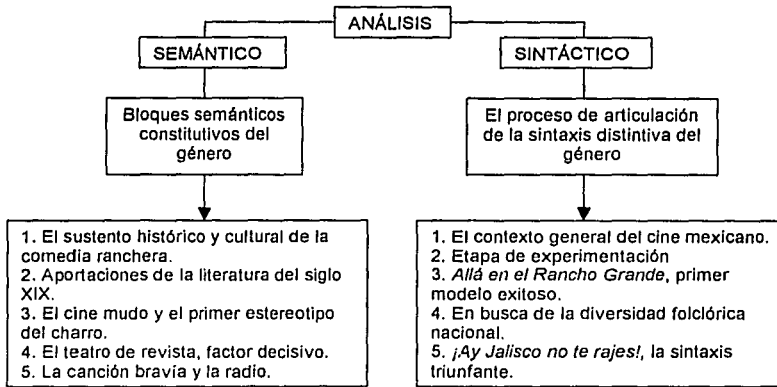 ANÁLISIS
SEMÁNTICO
Bloques semánticos
constitutivos del
género
1. El sustento histórico y cultural de la
comedia ranchera.
2. Aportaciones de la literatura del siglo
XIX.
3. El cine mudo y el primer estereotipo
del charro.
4. El teatro de revista, factor decisivo.
5. La canción bravía y la radio.
SINTÁCTICO
El proceso de articulación
de la sintaxis distintiva del
género
1. El contexto general del cine mexicano.
2. Etapa de experimentación
3. Allá en el Rancho Grande, primer
modelo exitoso.
4. En busca de la diversidad folclórica
nacional.
5. ¡Ay Jalisco no te rajes!, la sintaxis
triunfante.